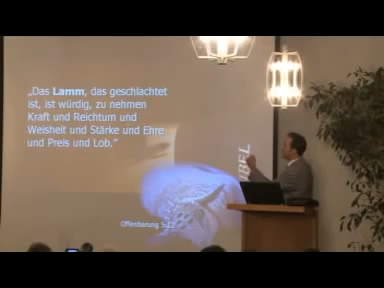 „Das Lamm, das geschlachtet
ist, ist würdig, zu nehmen
Kraft und Reichtum und
Weisheit und Stärke und Ehre
und Preis und Lob.“
BEL
Offenbarung 5,12